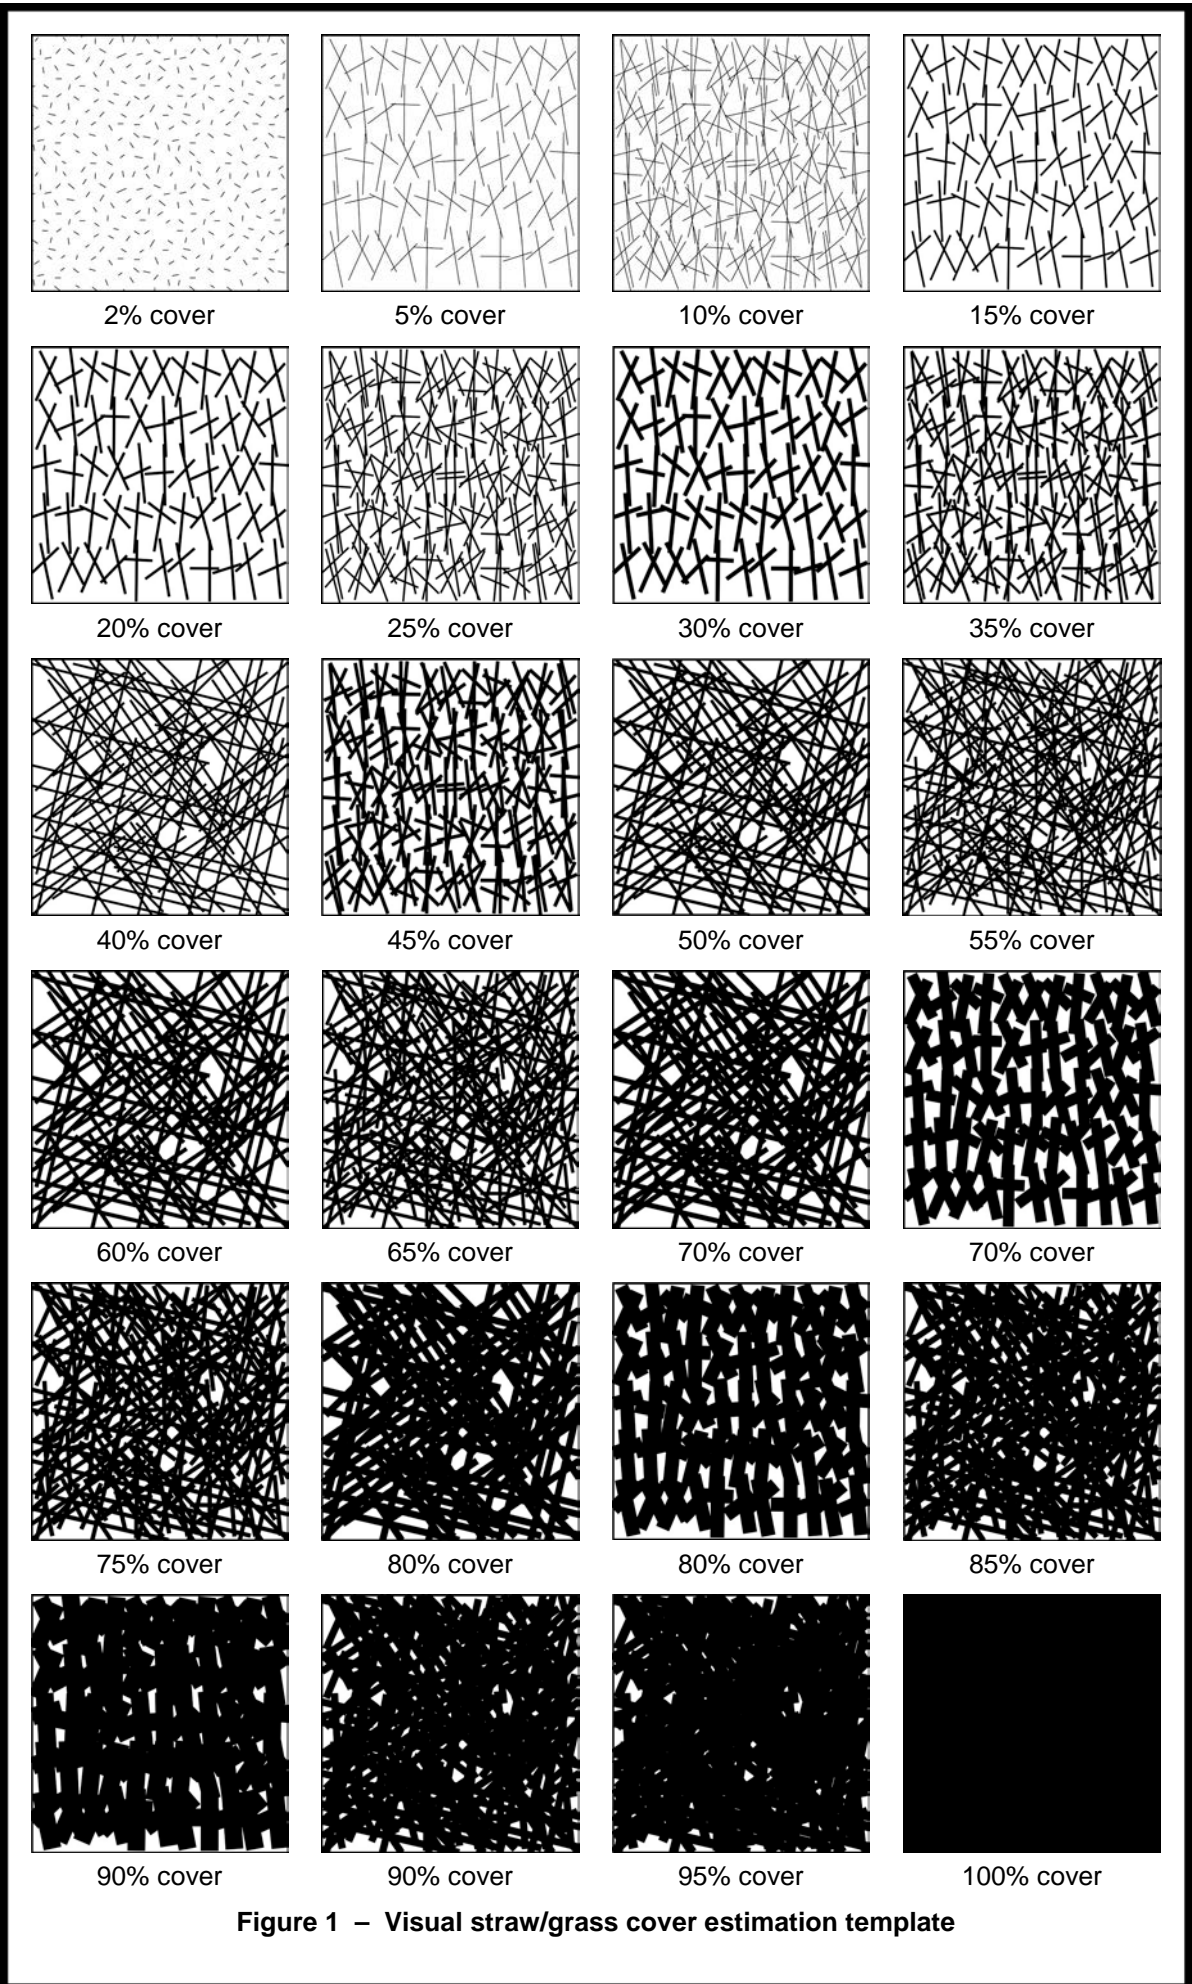 2% cover 5% cover 10% cover 15% cover
20% cover 25% cover 30% cover 35% cover
40% cover 45% cover 50% cover 55% cover
60% cover 65% cover 70% cover 70% cover
75% cover 80% cover 80% cover 85% cover
90% cover 90% cover 95% cover 100% cover
Figure 1 – Visual straw/grass cover estimation template